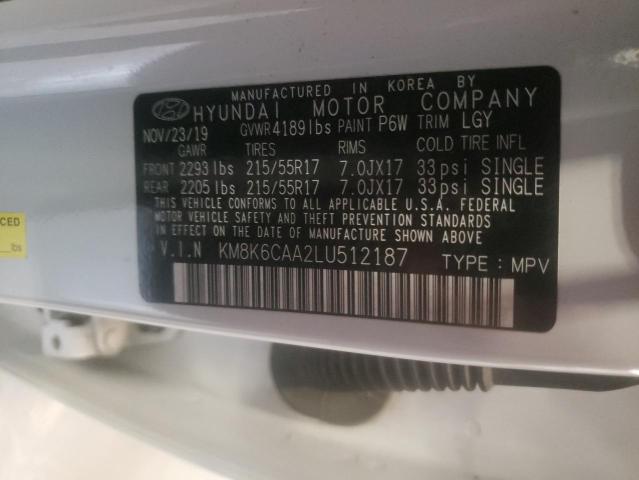 MANUFACTURED IN KOREA BY
HYUNDAI MOTOR COMPANY
NOV/23/19 GVWR 4189lbs PAINT P6W TRIM LGY
GAWR TIRES RIMS COLD TIRE INFL
FRONT 2293 lbs 215/55R17 7.0JX17 33 psi SINGLE
REAR 2205 lbs 215/55R17 7.0JX17 33 psi SINGLE
THIS VEHICLE CONFORMS TO ALL APPLICABLE U.S.A. FEDERAL
MOTOR VEHICLE SAFETY AND THEFT PREVENTION STANDARDS
IN EFFECT ON THE DATE OF MANUFACTURE SHOWN ABOVE.
V.I.N KM8K6CAA2LU512187 TYPE : MPV
CED
lbs